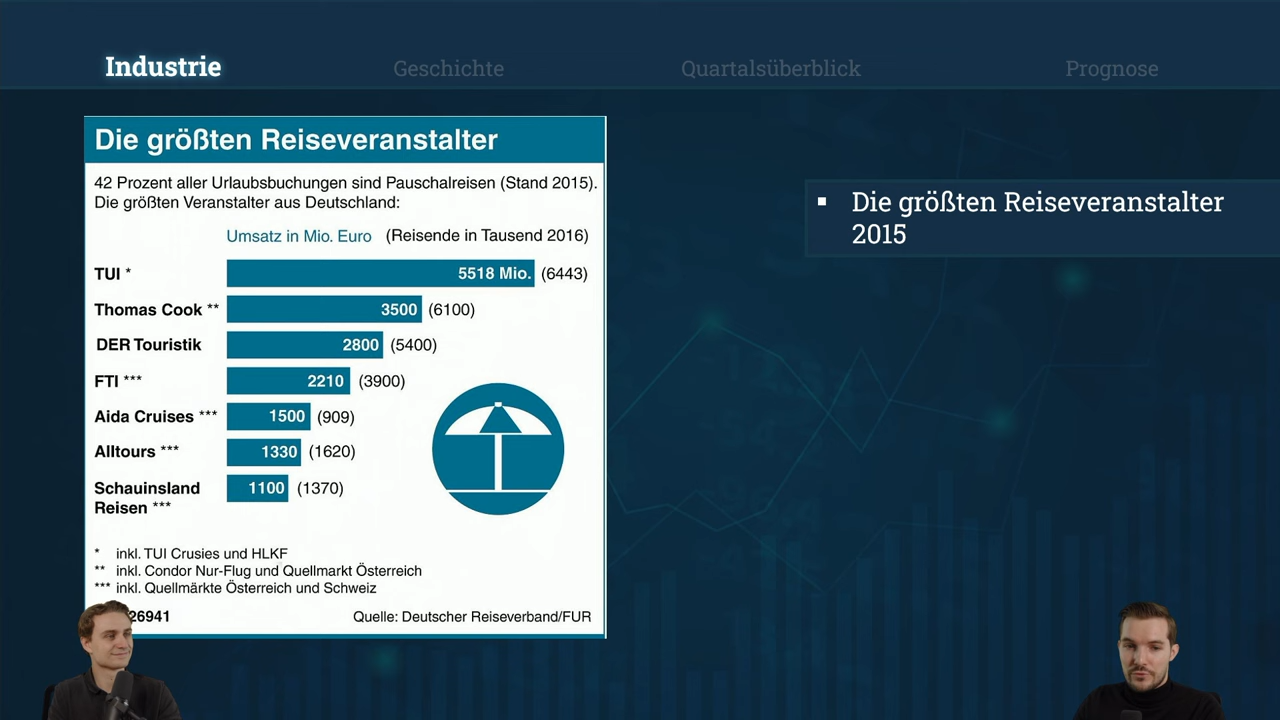 Industrie
Geschichte
Quartalsüberblick
Prognose
Die größten Reiseveranstalter
42 Prozent aller Urlaubsbuchungen sind Pauschalreisen (Stand 2015).
Die größten Veranstalter aus Deutschland:
Umsatz in Mio. Euro (Reisende in Tausend 2016)
TUI * 5518 Mio. (6443)
Thomas Cook ** 3500 (6100)
DER Touristik 2800 (5400)
FTI *** 2210 (3900)
Aida Cruises *** 1500 (909)
Alltours *** 1330 (1620)
Schauinsland
Reisen *** 1100 (1370)
* inkl. TUI Crusies und HLKF
** inkl. Condor Nur-Flug und Quellmarkt Österreich
*** inkl. Quellmärkte Österreich und Schweiz
26941 Quelle: Deutscher Reiseverband/FUR
▪ Die größten Reiseveranstalter
2015